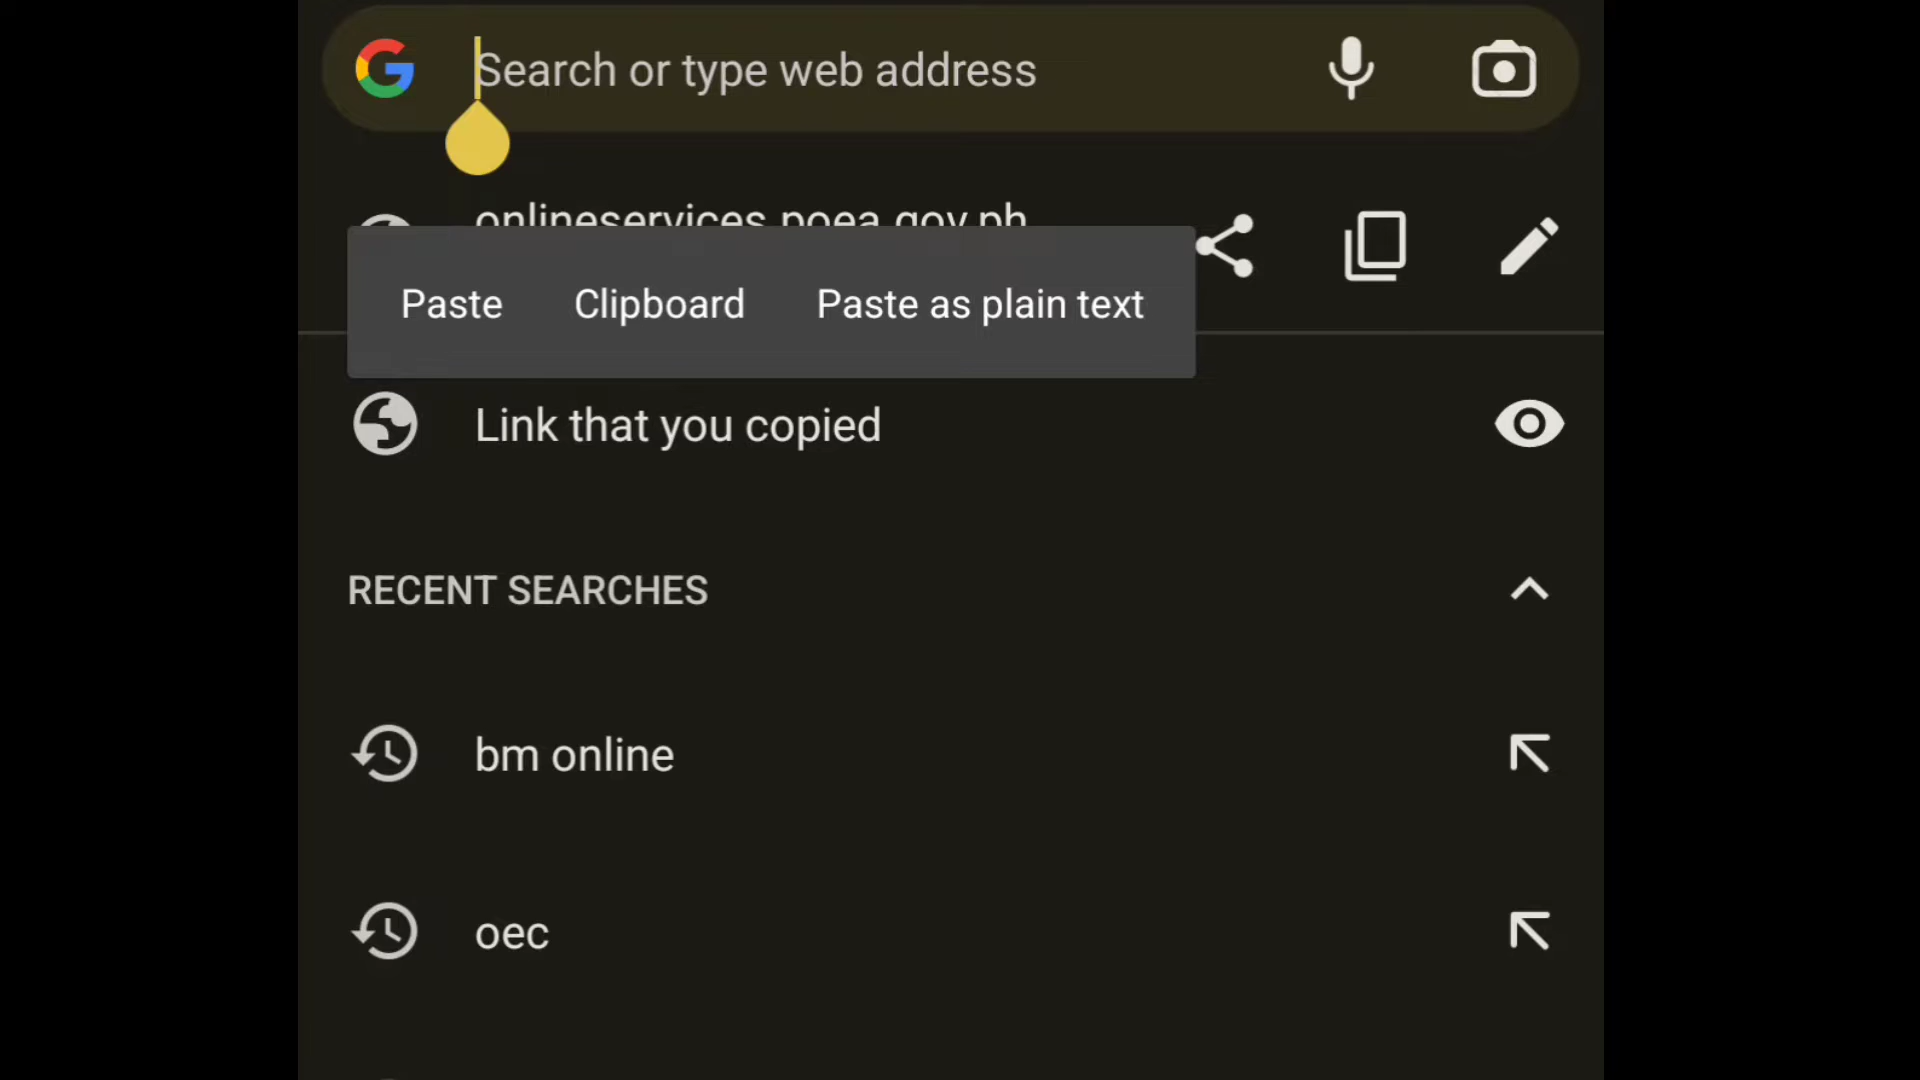 Search or type web address
onlineservices.poea.gov.ph
Paste Clipboard Paste as plain text
Link that you copied
RECENT SEARCHES
bm online
oec